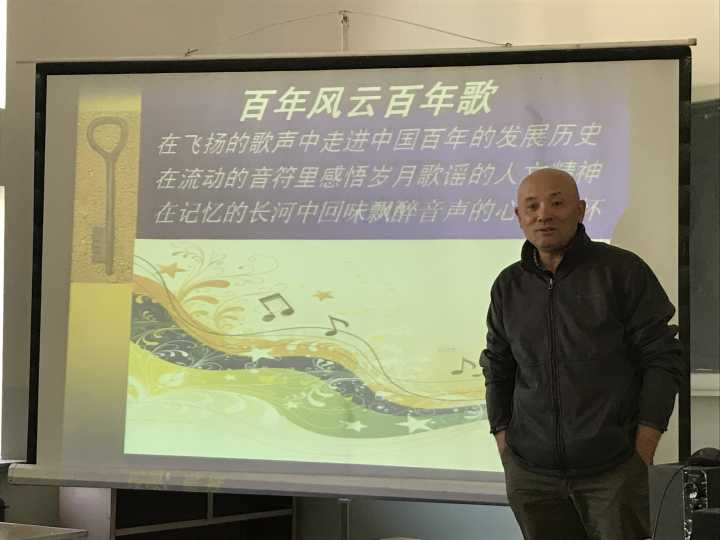 百年风云百年歌
在飞扬的歌声中走进中国百年的发展历史
在流动的音符里感悟岁月歌谣的人文精神
在记忆的长河中回味飘醉音声的心 怀